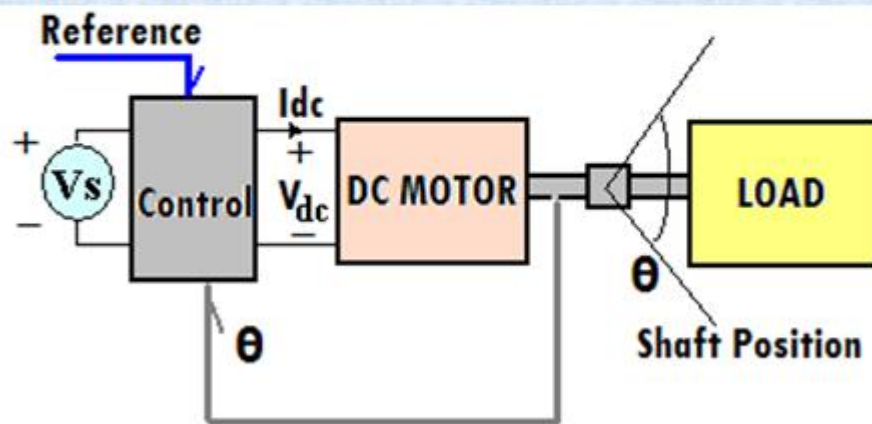 Reference
+
Vs
−
Control
Idc
+
Vdc
−
DC MOTOR
LOAD
θ
Shaft Position
θ